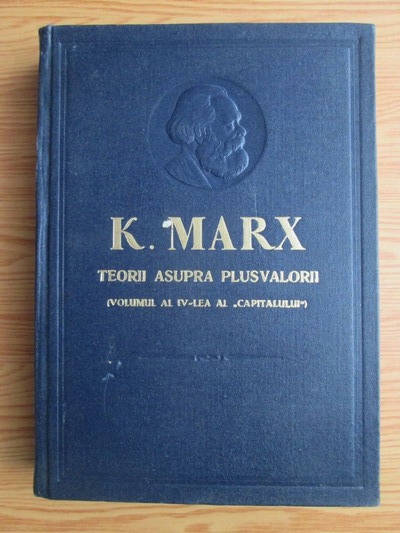 K. MARX
TEORII ASUPRA PLUSVALORII
(VOLUMUL AL IV-LEA AL „CAPITALULUI")